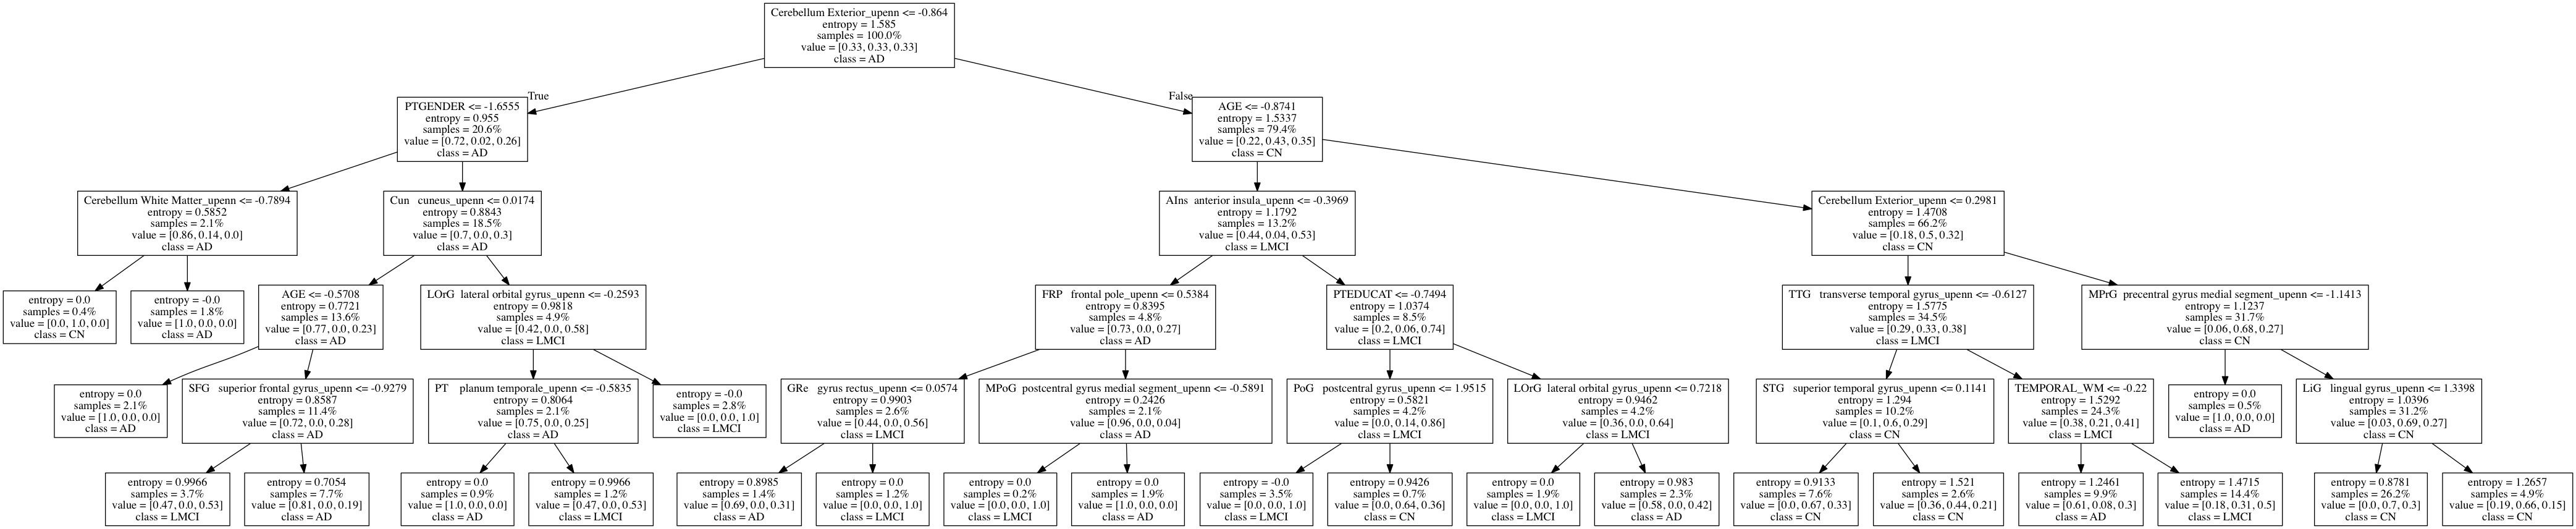 Cerebellum Exterior_upenn <= -0.864
entropy = 1.585
samples = 100.0%
value = [0.33, 0.33, 0.33]
class = AD
True
False
PTGENDER <= -1.6555
entropy = 0.955
samples = 20.6%
value = [0.72, 0.02, 0.26]
class = AD
AGE <= -0.8741
entropy = 1.5337
samples = 79.4%
value = [0.22, 0.43, 0.35]
class = CN
Cerebellum White Matter_upenn <= -0.7894
entropy = 0.5852
samples = 2.1%
value = [0.86, 0.14, 0.0]
class = AD
Cun cuneus_upenn <= 0.0174
entropy = 0.8843
samples = 18.5%
value = [0.7, 0.0, 0.3]
class = AD
AIns anterior insula_upenn <= -0.3969
entropy = 1.1792
samples = 13.2%
value = [0.44, 0.04, 0.53]
class = LMCI
Cerebellum Exterior_upenn <= 0.2981
entropy = 1.4708
samples = 66.2%
value = [0.18, 0.5, 0.32]
class = CN
entropy = 0.0
samples = 0.4%
value = [0.0, 1.0, 0.0]
class = CN
entropy = -0.0
samples = 1.8%
value = [1.0, 0.0, 0.0]
class = AD
AGE <= -0.5708
entropy = 0.7721
samples = 13.6%
value = [0.77, 0.0, 0.23]
class = AD
LOrG lateral orbital gyrus_upenn <= -0.2593
entropy = 0.9818
samples = 4.9%
value = [0.42, 0.0, 0.58]
class = LMCI
FRP frontal pole_upenn <= 0.5384
entropy = 0.8395
samples = 4.8%
value = [0.73, 0.0, 0.27]
class = AD
PTEDUCAT <= -0.7494
entropy = 1.0374
samples = 8.5%
value = [0.2, 0.06, 0.74]
class = LMCI
TTG transverse temporal gyrus_upenn <= -0.6127
entropy = 1.5775
samples = 34.5%
value = [0.29, 0.33, 0.38]
class = LMCI
MPrG precentral gyrus medial segment_upenn <= -1.1413
entropy = 1.1237
samples = 31.7%
value = [0.06, 0.68, 0.27]
class = CN
entropy = 0.0
samples = 2.1%
value = [1.0, 0.0, 0.0]
class = AD
SFG superior frontal gyrus_upenn <= -0.9279
entropy = 0.8587
samples = 11.4%
value = [0.72, 0.0, 0.28]
class = AD
PT planum temporale_upenn <= -0.5835
entropy = 0.8064
samples = 2.1%
value = [0.75, 0.0, 0.25]
class = AD
entropy = -0.0
samples = 2.8%
value = [0.0, 0.0, 1.0]
class = LMCI
GRe gyrus rectus_upenn <= 0.0574
entropy = 0.9903
samples = 2.6%
value = [0.44, 0.0, 0.56]
class = LMCI
MPoG postcentral gyrus medial segment_upenn <= -0.5891
entropy = 0.2426
samples = 2.1%
value = [0.96, 0.0, 0.04]
class = AD
PoG postcentral gyrus_upenn <= 1.9515
entropy = 0.5821
samples = 4.2%
value = [0.0, 0.14, 0.86]
class = LMCI
LOrG lateral orbital gyrus_upenn <= 0.7218
entropy = 0.9462
samples = 4.2%
value = [0.36, 0.0, 0.64]
class = LMCI
STG superior temporal gyrus_upenn <= 0.1141
entropy = 1.294
samples = 10.2%
value = [0.1, 0.6, 0.29]
class = CN
TEMPORAL_WM <= -0.22
entropy = 1.5292
samples = 24.3%
value = [0.38, 0.21, 0.41]
class = LMCI
entropy = 0.0
samples = 0.5%
value = [1.0, 0.0, 0.0]
class = AD
LiG lingual gyrus_upenn <= 1.3398
entropy = 1.0396
samples = 31.2%
value = [0.03, 0.69, 0.27]
class = CN
entropy = 0.9966
samples = 3.7%
value = [0.47, 0.0, 0.53]
class = LMCI
entropy = 0.7054
samples = 7.7%
value = [0.81, 0.0, 0.19]
class = AD
entropy = 0.0
samples = 0.9%
value = [1.0, 0.0, 0.0]
class = AD
entropy = 0.9966
samples = 1.2%
value = [0.47, 0.0, 0.53]
class = LMCI
entropy = 0.8985
samples = 1.4%
value = [0.69, 0.0, 0.31]
class = AD
entropy = 0.0
samples = 1.2%
value = [0.0, 0.0, 1.0]
class = LMCI
entropy = 0.0
samples = 0.2%
value = [0.0, 0.0, 1.0]
class = LMCI
entropy = 0.0
samples = 1.9%
value = [1.0, 0.0, 0.0]
class = AD
entropy = -0.0
samples = 3.5%
value = [0.0, 0.0, 1.0]
class = LMCI
entropy = 0.9426
samples = 0.7%
value = [0.0, 0.64, 0.36]
class = CN
entropy = 0.0
samples = 1.9%
value = [0.0, 0.0, 1.0]
class = LMCI
entropy = 0.983
samples = 2.3%
value = [0.58, 0.0, 0.42]
class = AD
entropy = 0.9133
samples = 7.6%
value = [0.0, 0.67, 0.33]
class = CN
entropy = 1.521
samples = 2.6%
value = [0.36, 0.44, 0.21]
class = CN
entropy = 1.2461
samples = 9.9%
value = [0.61, 0.08, 0.3]
class = AD
entropy = 1.4715
samples = 14.4%
value = [0.18, 0.31, 0.5]
class = LMCI
entropy = 0.8781
samples = 26.2%
value = [0.0, 0.7, 0.3]
class = CN
entropy = 1.2657
samples = 4.9%
value = [0.19, 0.66, 0.15]
class = CN